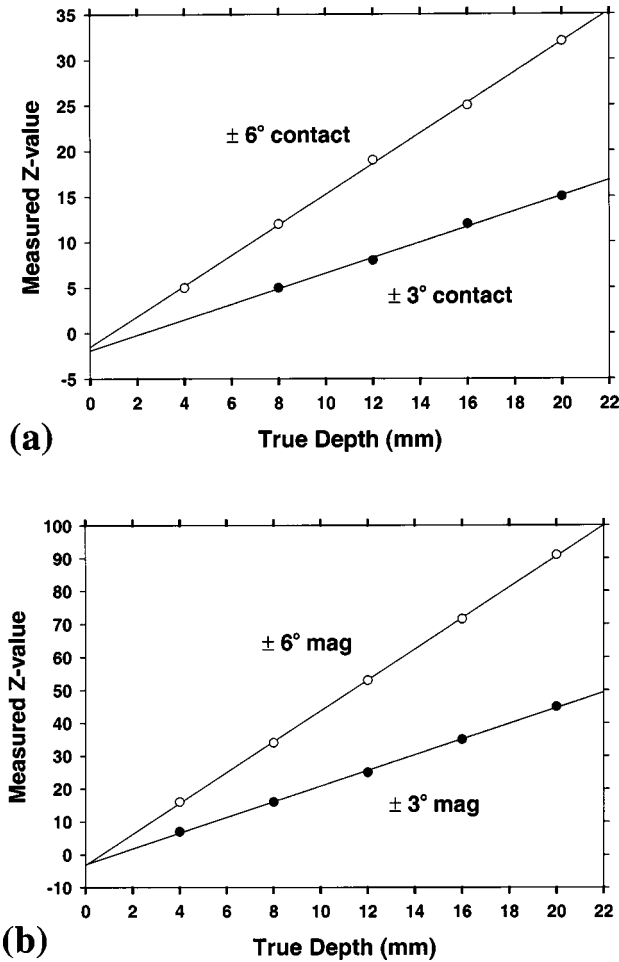 35
30
25
20
15
10
5
0
-5
Measured Z-value
± 6° contact
± 3° contact
0 2 4 6 8 10 12 14 16 18 20 22
True Depth (mm)
(a)
100
90
80
70
60
50
40
30
20
10
0
-10
Measured Z-value
± 6° mag
± 3° mag
0 2 4 6 8 10 12 14 16 18 20 22
True Depth (mm)
(b)